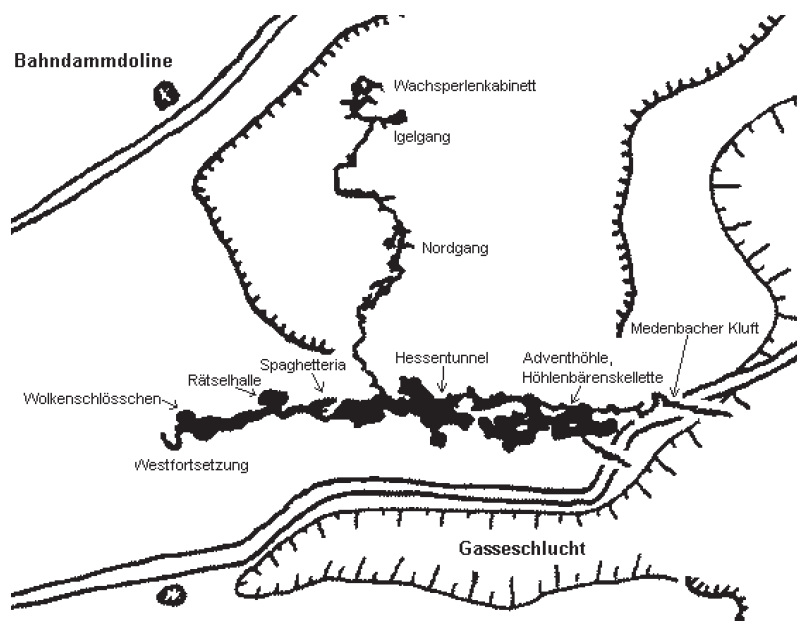 Bahndammdoline
Wachsperlenkabinett
Igelgang
Nordgang
Medenbacher Kluft
Hessentunnel
Adventhöhle,
Höhlenbärenskellette
Spaghetteria
Rätselhalle
Wolkenschlösschen
Westfortsetzung
Gasseschlucht